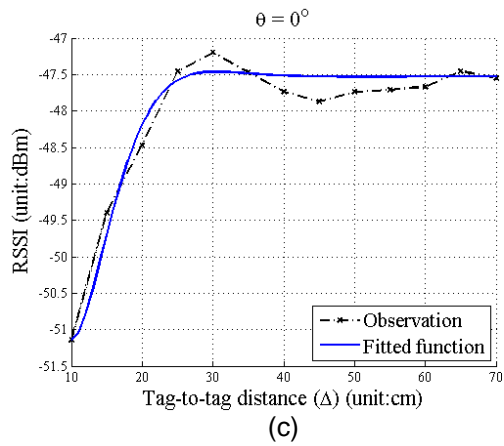 θ = 0°
-47
-47.5
-48
-48.5
-49
-49.5
-50
-50.5
-51
-51.5
RSSI (unit:dBm)
Observation
Fitted function
10 20 30 40 50 60 70
Tag-to-tag distance (Δ) (unit:cm)
(c)